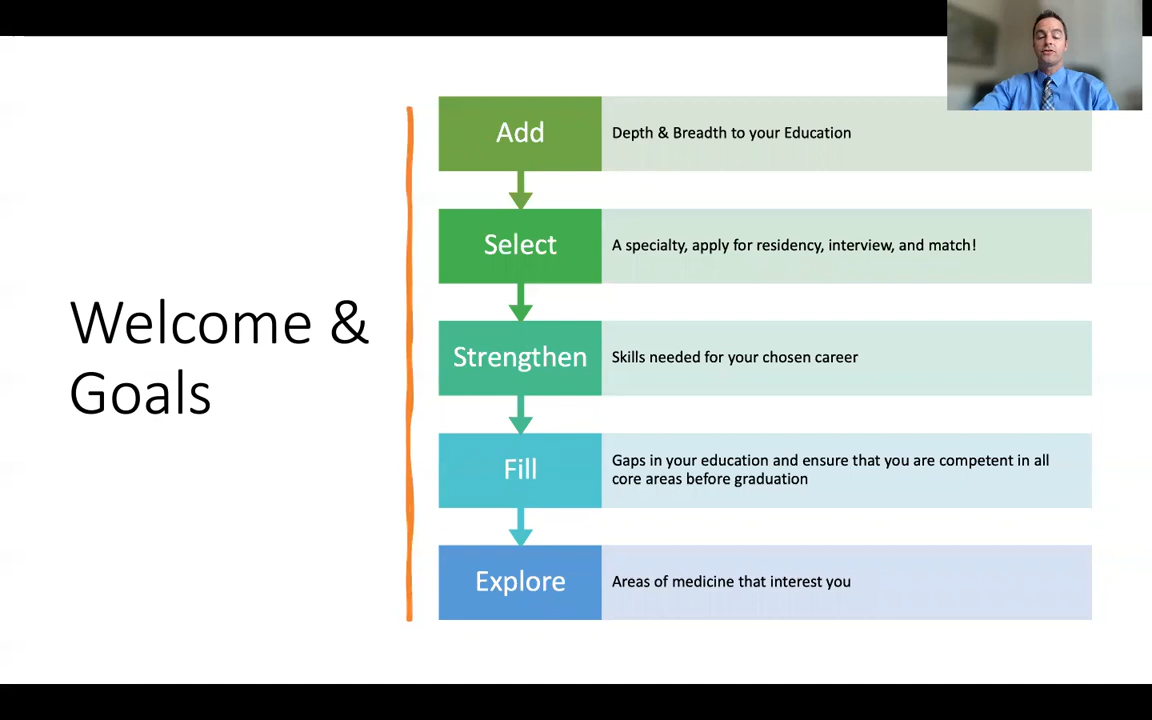 Welcome &
Goals
Add
Depth & Breadth to your Education
Select
A specialty, apply for residency, interview, and match!
Strengthen
Skills needed for your chosen career
Fill
Gaps in your education and ensure that you are competent in all
core areas before graduation
Explore
Areas of medicine that interest you